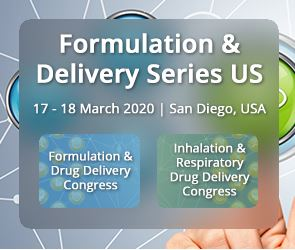 Formulation &
Delivery Series US
17 - 18 March 2020 | San Diego, USA
Formulation &
Drug Delivery
Congress
Inhalation &
Respiratory
Drug Delivery
Congress